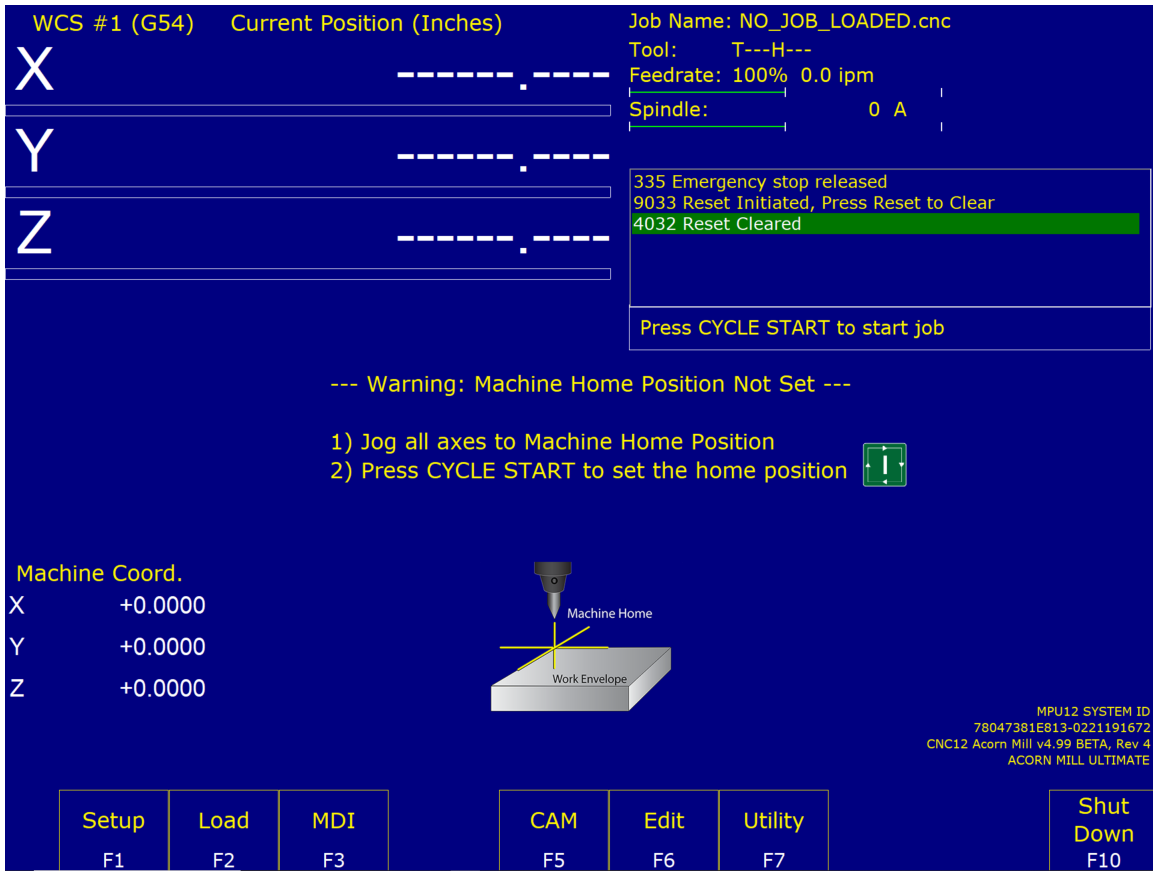 WCS #1 (G54) Current Position (Inches)
X ------.----
Y ------.----
Z ------.----
Job Name: NO_JOB_LOADED.cnc
Tool: T---H---
Feedrate: 100% 0.0 ipm
Spindle: 0 A
335 Emergency stop released
9033 Reset Initiated, Press Reset to Clear
4032 Reset Cleared
Press CYCLE START to start job
--- Warning: Machine Home Position Not Set ---
1) Jog all axes to Machine Home Position
2) Press CYCLE START to set the home position
Machine Coord.
X +0.0000
Y +0.0000
Z +0.0000
Machine Home
Work Envelope
MPU12 SYSTEM ID
78047381E813-0221191672
CNC12 Acorn Mill v4.99 BETA, Rev 4
ACORN MILL ULTIMATE
Setup
F1
Load
F2
MDI
F3
CAM
F5
Edit
F6
Utility
F7
Shut
Down
F10